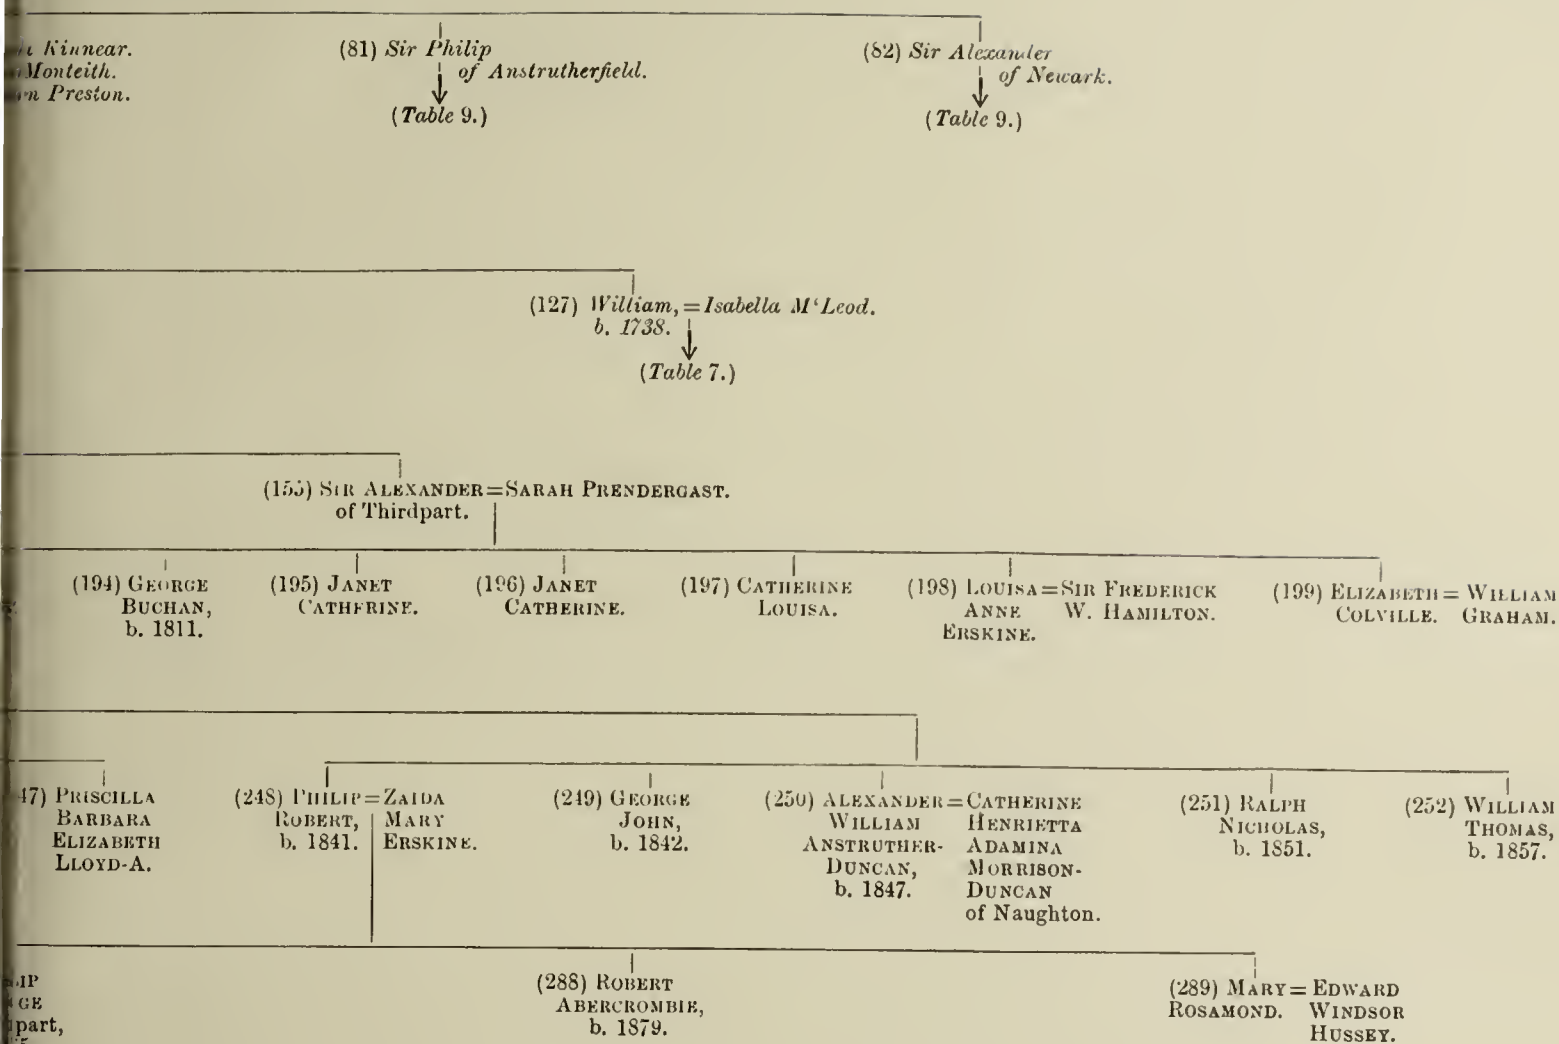 Kinnear.
Monteith.
Preston.
(81) Sir Philip
of Anstrutherfield.
(Table 9.)
(82) Sir Alexander
of Newark.
(Table 9.)
(127) William, = Isabella M‘Leod.
b. 1738.
(Table 7.)
(155) SIR ALEXANDER = SARAH PRENDERGAST.
of Thirdpart.
(194) GEORGE
BUCHAN,
b. 1811.
(195) JANET
CATHERINE.
(196) JANET
CATHERINE.
(197) CATHERINE
LOUISA.
(198) LOUISA = SIR FREDERICK
ANNE W. HAMILTON.
ERSKINE.
(199) ELIZABETH = WILLIAM
COLVILLE. GRAHAM.
47) PRISCILLA
BARBARA
ELIZABETH
LLOYD-A.
(248) PHILIP = ZAIDA
ROBERT, MARY
b. 1841. ERSKINE.
(249) GEORGE
JOHN,
b. 1842.
(250) ALEXANDER = CATHERINE
WILLIAM HENRIETTA
ANSTRUTHER- ADAMINA
DUNCAN, MORRISON-
b. 1847. DUNCAN
of Naughton.
(251) RALPH
NICHOLAS,
b. 1851.
(252) WILLIAM
THOMAS,
b. 1857.
part,
(288) ROBERT
ABERCROMBIE,
b. 1879.
(289) MARY = EDWARD
ROSAMOND. WINDSOR
HUSSEY.